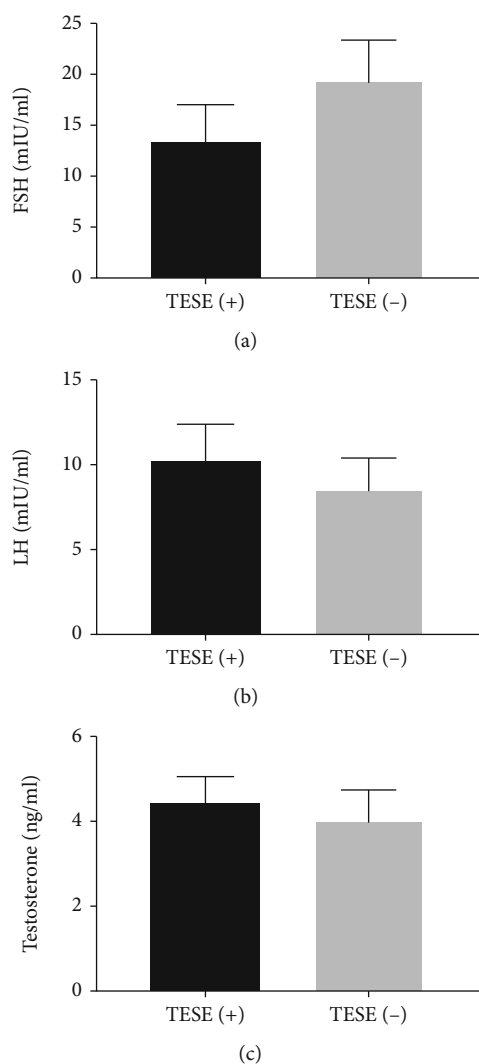 FSH (mIU/ml)
25
20
15
10
5
0
TESE (+)
TESE (–)
(a)
LH (mIU/ml)
15
10
5
0
TESE (+)
TESE (–)
(b)
Testosterone (ng/ml)
6
4
2
0
TESE (+)
TESE (–)
(c)